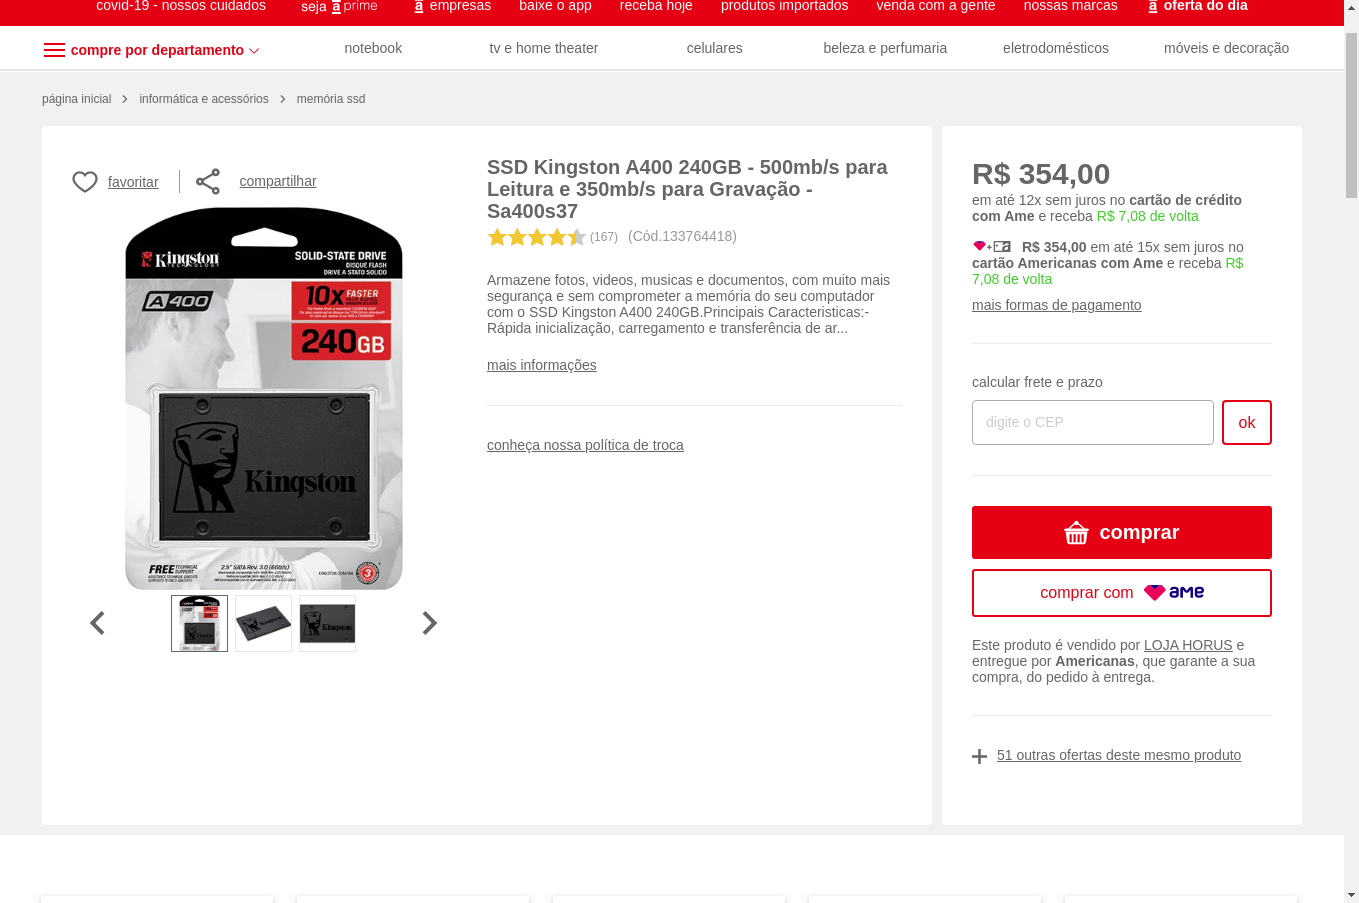 covid-19 - nossos cuidados
seja a prime
a empresas
baixe o app
receba hoje
produtos importados
venda com a gente
nossas marcas
a oferta do dia
compre por departamento
notebook
tv e home theater
celulares
beleza e perfumaria
eletrodomésticos
móveis e decoração
página inicial > informática e acessórios > memória ssd
favoritar
compartilhar
Kingston
TECHNOLOGY
SOLID-STATE DRIVE
DISQUE FLASH
DRIVE A STATO SOLIDO
A400
10x FASTER
240GB
Kingston
FREE TECHNICAL SUPPORT
2.5" SATA Rev. 3.0 (6Gb/s)
SSD Kingston A400 240GB - 500mb/s para
Leitura e 350mb/s para Gravação -
Sa400s37
(167) (Cód.133764418)
Armazene fotos, videos, musicas e documentos, com muito mais
segurança e sem comprometer a memória do seu computador
com o SSD Kingston A400 240GB.Principais Caracteristicas:-
Rápida inicialização, carregamento e transferência de ar...
mais informações
conheça nossa política de troca
R$ 354,00
em até 12x sem juros no cartão de crédito
com Ame e receba R$ 7,08 de volta
R$ 354,00 em até 15x sem juros no
cartão Americanas com Ame e receba R$
7,08 de volta
mais formas de pagamento
calcular frete e prazo
digite o CEP
ok
comprar
comprar com ame
Este produto é vendido por LOJA HORUS e
entregue por Americanas, que garante a sua
compra, do pedido à entrega.
51 outras ofertas deste mesmo produto